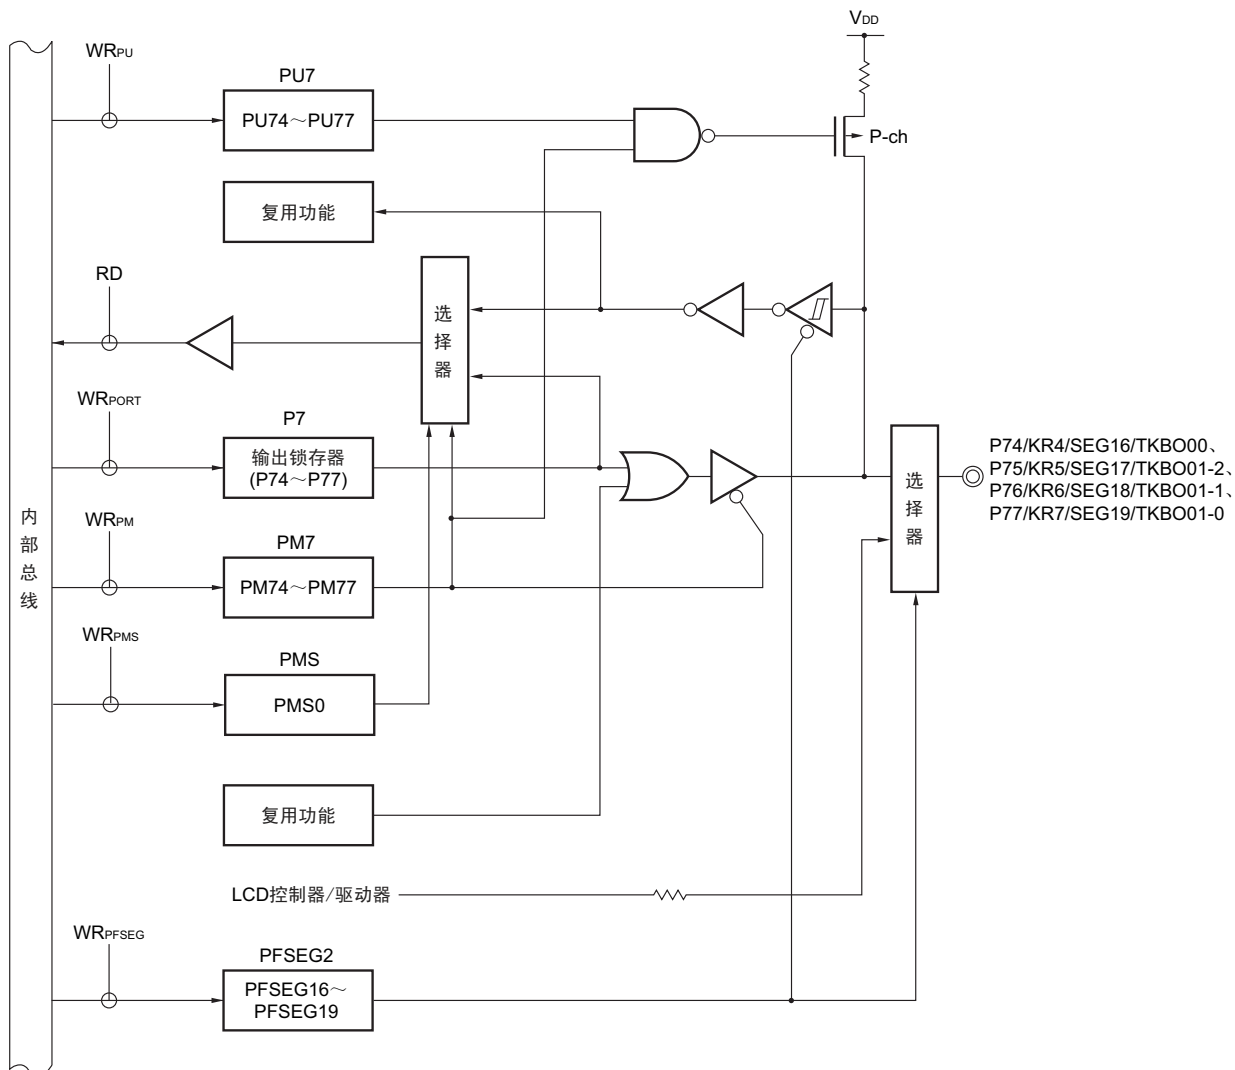 VDD
WRPU
PU7
PU74～PU77
P-ch
复用功能
RD
选择器
WRPORT
P7
输出锁存器
(P74～P77)
P74/KR4/SEG16/TKBO00、
P75/KR5/SEG17/TKBO01-2、
P76/KR6/SEG18/TKBO01-1、
P77/KR7/SEG19/TKBO01-0
选择器
内部总线
WRPM
PM7
PM74～PM77
WRPMS
PMS
PMS0
复用功能
LCD控制器/驱动器
WRPFSEG
PFSEG2
PFSEG16～
PFSEG19